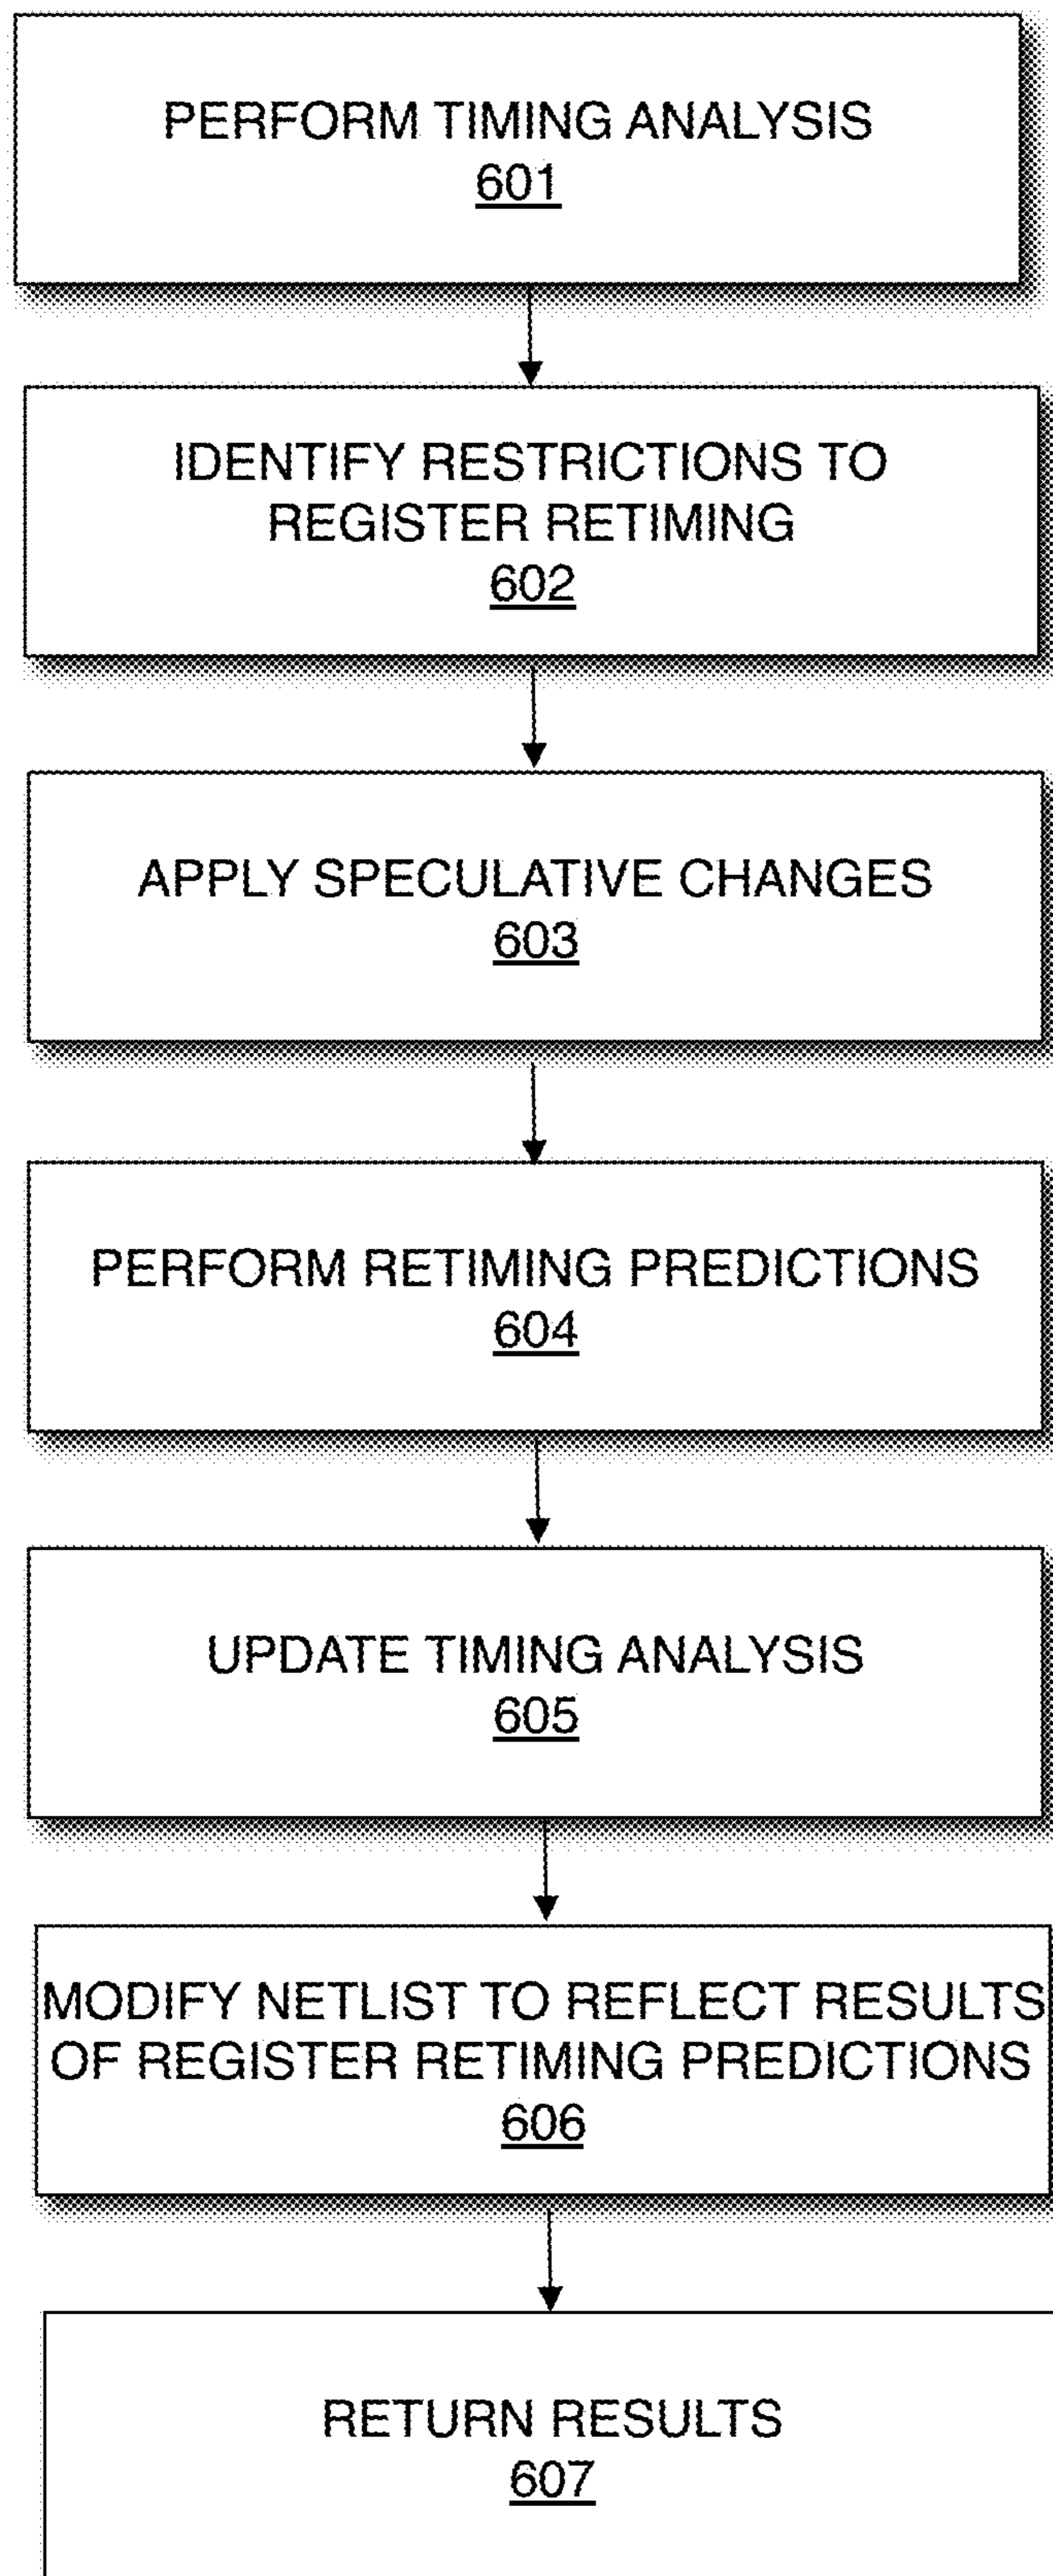 PERFORM TIMING ANALYSIS
601
IDENTIFY RESTRICTIONS TO
REGISTER RETIMING
602
APPLY SPECULATIVE CHANGES
603
PERFORM RETIMING PREDICTIONS
604
UPDATE TIMING ANALYSIS
605
MODIFY NETLIST TO REFLECT RESULTS
OF REGISTER RETIMING PREDICTIONS
606
RETURN RESULTS
607